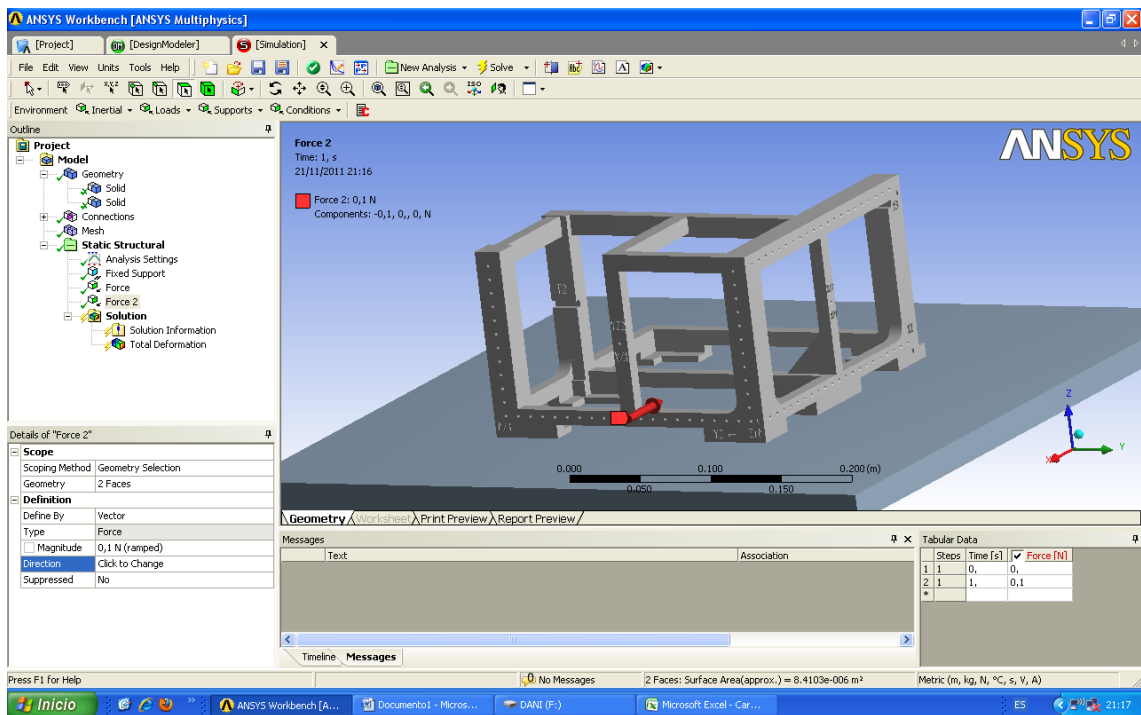 ANSYS Workbench [ANSYS Multiphysics]
[Project] [DesignModeler] [Simulation]
File Edit View Units Tools Help New Analysis Solve
Environment Inertial Loads Supports Conditions
Outline
Project
Model
Geometry
Solid
Solid
Connections
Mesh
Static Structural
Analysis Settings
Fixed Support
Force
Force 2
Solution
Solution Information
Total Deformation
Force 2
Time: 1, s
21/11/2011 21:16
Force 2: 0,1 N
Components: -0,1, 0,, 0, N
ANSYS
T2
Z
Y
X
0.000 0.100 0.200 (m)
0.050 0.150
Geometry Worksheet Print Preview Report Preview
Details of "Force 2"
Scope
Scoping Method Geometry Selection
Geometry 2 Faces
Definition
Define By Vector
Type Force
Magnitude 0,1 N (ramped)
Direction Click to Change
Suppressed No
Messages
Text Association
Timeline Messages
Tabular Data
Steps Time [s] Force [N]
1 1 0, 0,
2 1 1, 0,1
*
Press F1 for Help No Messages 2 Faces: Surface Area(approx.) = 8.4103e-006 m² Metric (m, kg, N, °C, s, V, A)
Inicio ANSYS Workbench [A... Documento1 - Micros... DANI (F:) Microsoft Excel - Car... ES 21:17